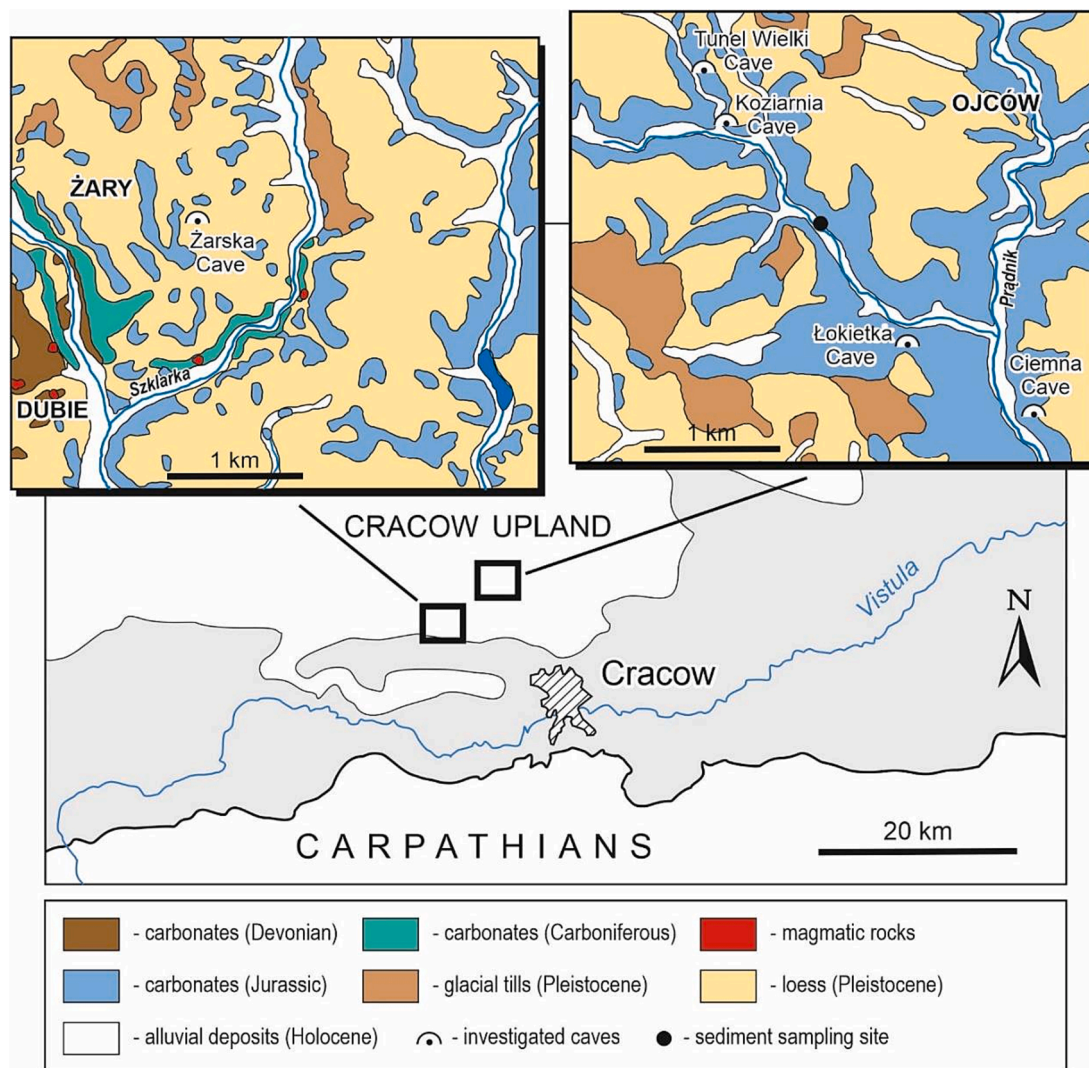 ŻARY
Żarska
Cave
Szklarka
DUBIE
1 km
Tunel Wielki
Cave
Koziarnia
Cave
OJCÓW
Prądnik
Łokietka
Cave
Ciemna
Cave
1 km
CRACOW UPLAND
Vistula
N
Cracow
20 km
CARPATHIANS
- carbonates (Devonian)
- carbonates (Carboniferous)
- magmatic rocks
- carbonates (Jurassic)
- glacial tills (Pleistocene)
- loess (Pleistocene)
- alluvial deposits (Holocene)
- investigated caves
- sediment sampling site